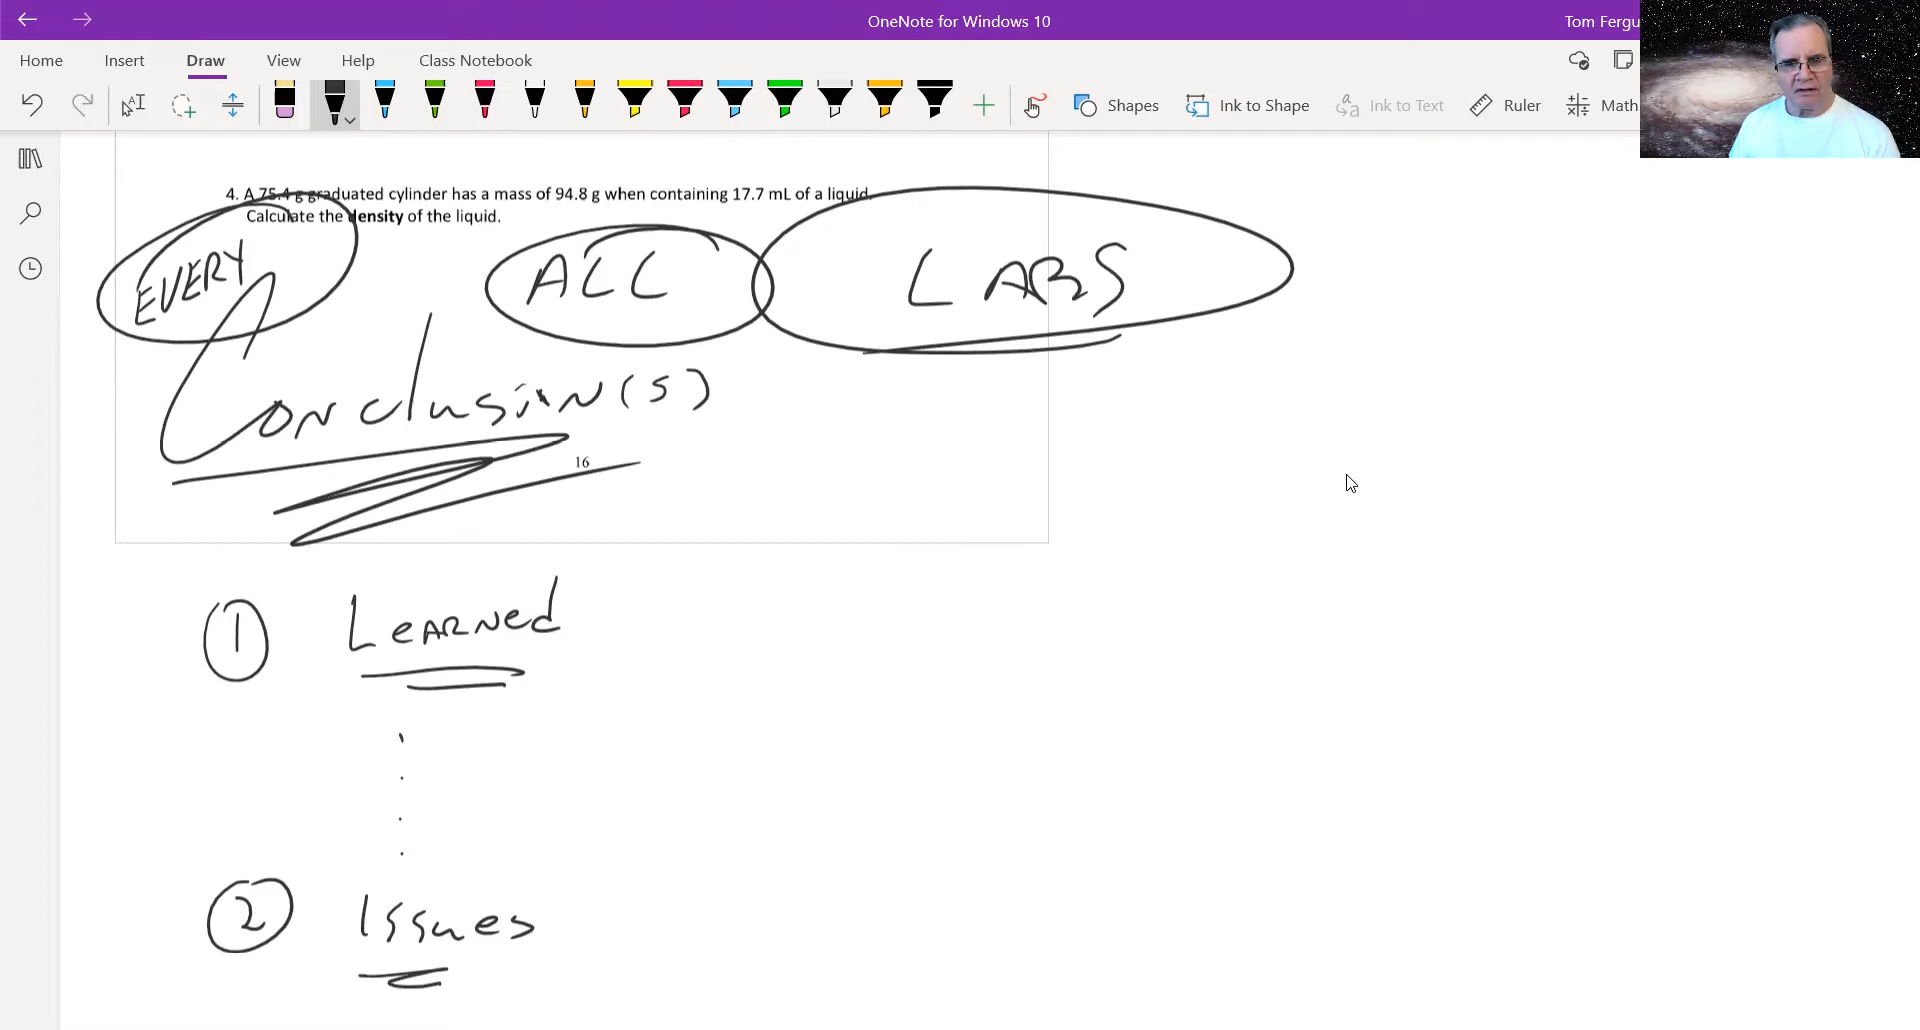 OneNote for Windows 10
Tom Fergu
Home Insert Draw View Help Class Notebook
Shapes Ink to Shape Ink to Text Ruler Math
4. A 75.4 g graduated cylinder has a mass of 94.8 g when containing 17.7 mL of a liquid.
Calculate the density of the liquid.
EVERY ALL LABS
Conclusion(s)
16
1 Learned
2 Issues